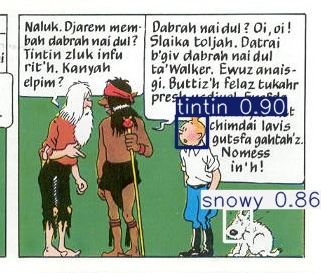 Naluk. Djarem mem-
bah dabrah nai dul?
Tintin zluk infu
rit'h. Kanyah
elpim?
Dabrah nai dul? Oi, oi!
Slaika toljah. Datrai
b'giv dabrah nai dul
ta'Walker. Ewuz anais-
gi. Buttiz'h felaz tukahr
tintin 0.90
chimdai lavis
gutsfa gahtah'z.
Nomess
in'h!
snowy 0.86